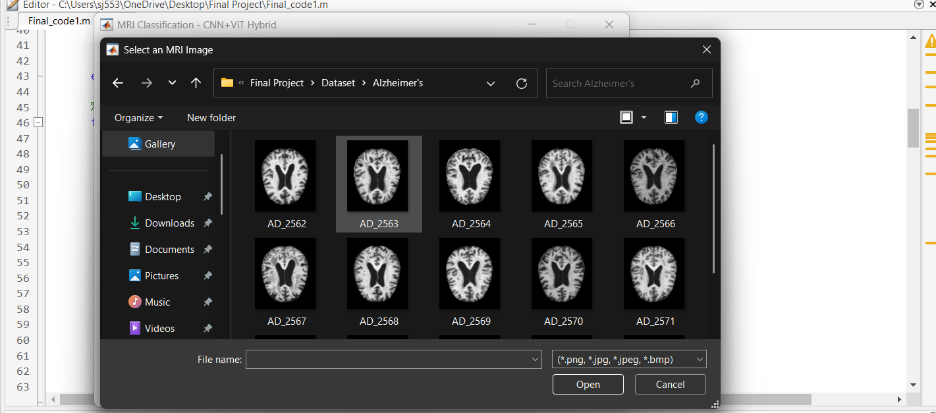 Editor - C:\Users\sj553\OneDrive\Desktop\Final Project\Final_code1.m
Final_code1.m
MRI Classification - CNN+ViT Hybrid
Select an MRI Image
« Final Project > Dataset > Alzheimer's
Search Alzheimer's
Organize
New folder
Gallery
Desktop
Downloads
Documents
Pictures
Music
Videos
AD_2562 AD_2563 AD_2564 AD_2565 AD_2566
AD_2567 AD_2568 AD_2569 AD_2570 AD_2571
File name:
(*.png, *.jpg, *.jpeg, *.bmp)
Open
Cancel
40
41
42
43 e
44
45 %
46
47
48
49
50
51
52
53
54
55
56
57
58
59
60
61
62
63